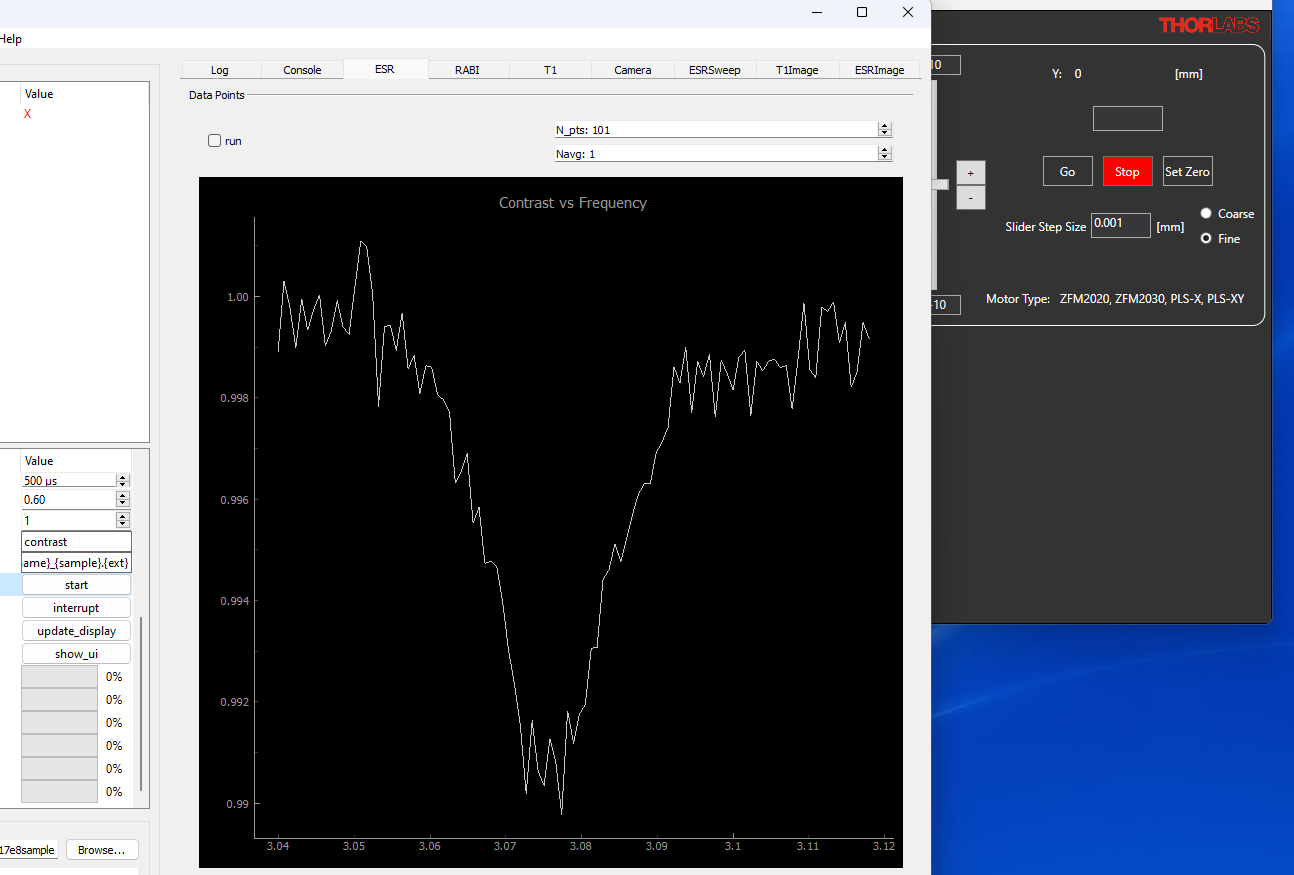 Help
Value
X
Value
500 µs
0.60
1
contrast
ame}_{sample}.{ext}
start
interrupt
update_display
show_ui
0%
0%
0%
0%
0%
0%
17e8sample
Browse...
Log
Console
ESR
RABI
T1
Camera
ESRSweep
T1Image
ESRImage
Data Points
run
N_pts: 101
Navg: 1
Contrast vs Frequency
1.00
0.998
0.996
0.994
0.992
0.99
3.04
3.05
3.06
3.07
3.08
3.09
3.1
3.11
3.12
THORLABS
10
Y: 0 [mm]
+
-
Go
Stop
Set Zero
Slider Step Size 0.001 [mm]
Coarse
Fine
-10
Motor Type: ZFM2020, ZFM2030, PLS-X, PLS-XY